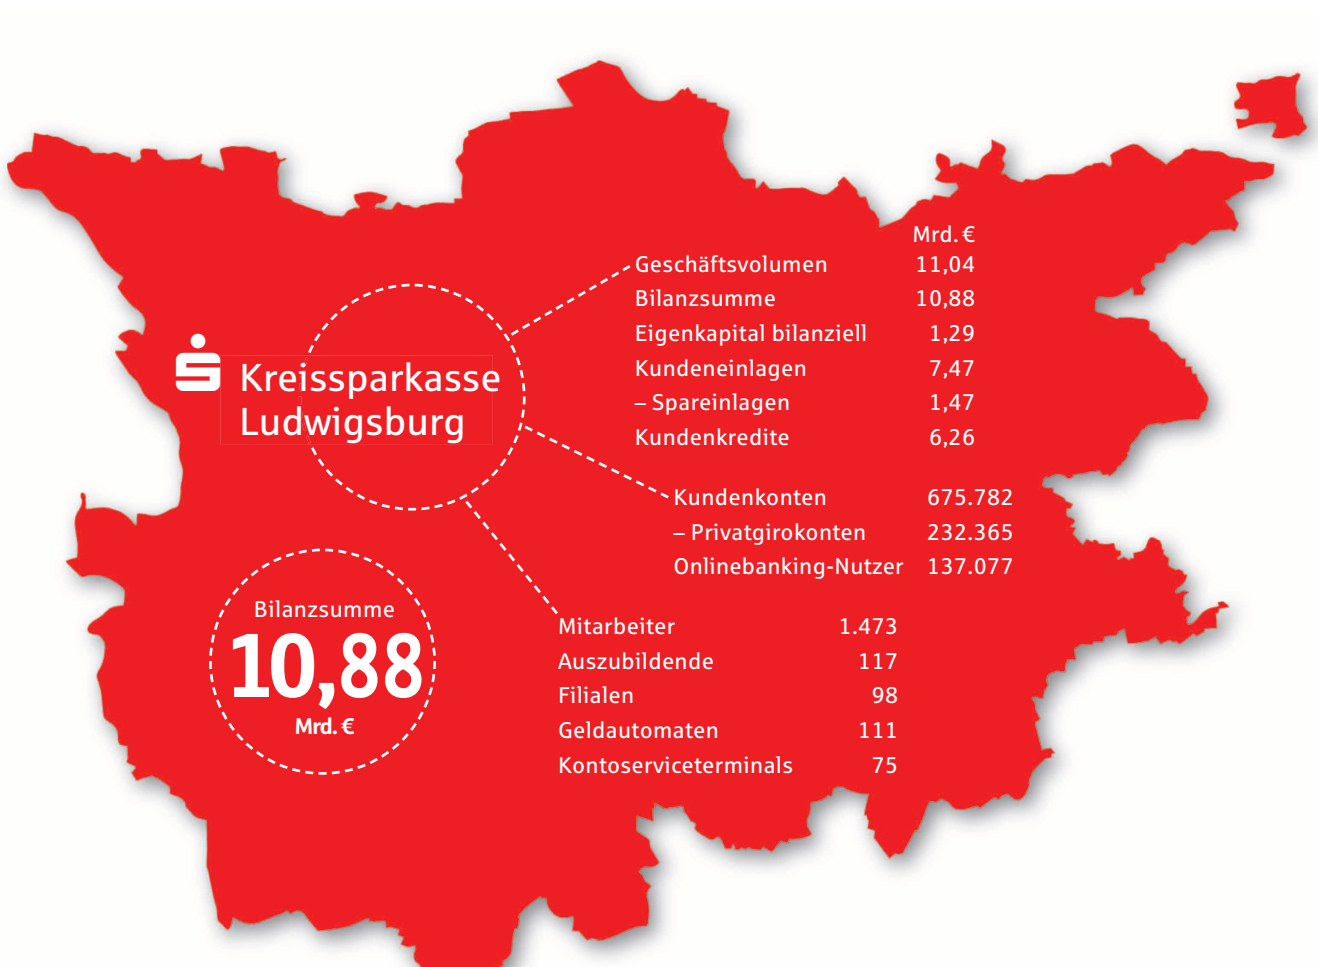 Kreissparkasse
Ludwigsburg
Mrd. €
Geschäftsvolumen 11,04
Bilanzsumme 10,88
Eigenkapital bilanziell 1,29
Kundeneinlagen 7,47
– Spareinlagen 1,47
Kundenkredite 6,26
Kundenkonten 675.782
– Privatgirokonten 232.365
Onlinebanking-Nutzer 137.077
Bilanzsumme
10,88
Mrd. €
Mitarbeiter 1.473
Auszubildende 117
Filialen 98
Geldautomaten 111
Kontoserviceterminals 75